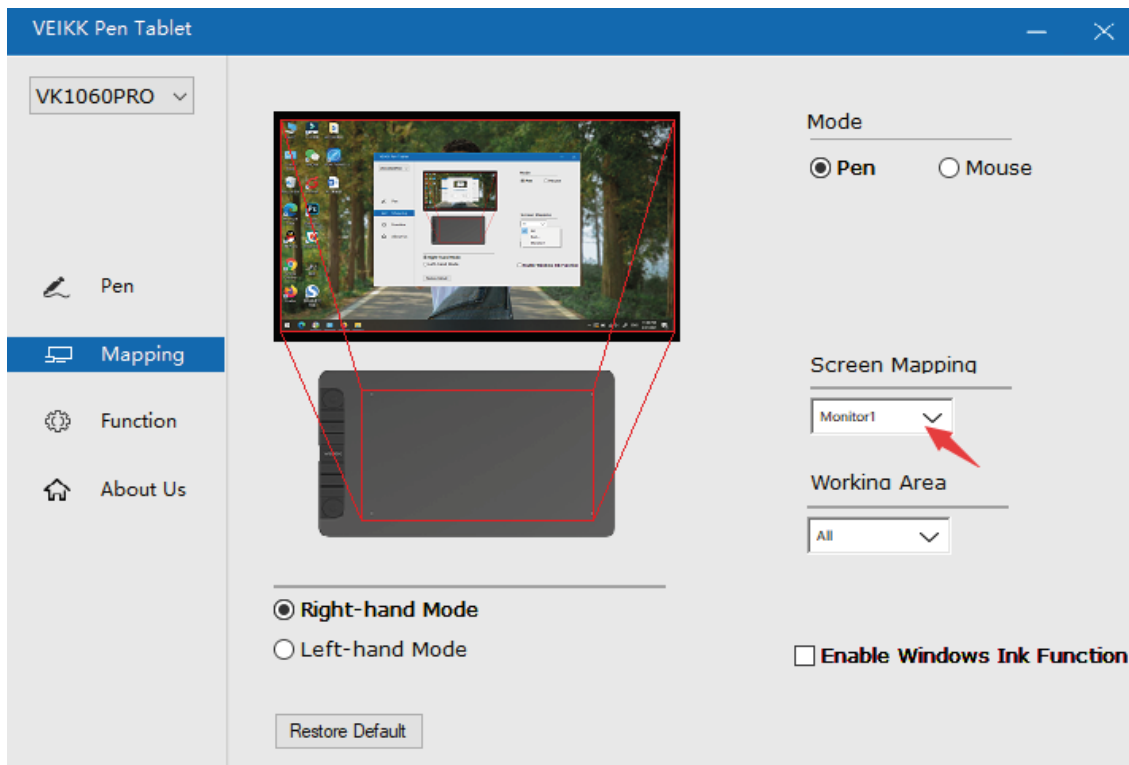 VEIKK Pen Tablet
VK1060PRO
Pen
Mapping
Function
About Us
Right-hand Mode
Left-hand Mode
Restore Default
Mode
Pen
Mouse
Screen Mapping
Monitor1
Working Area
All
Enable Windows Ink Function